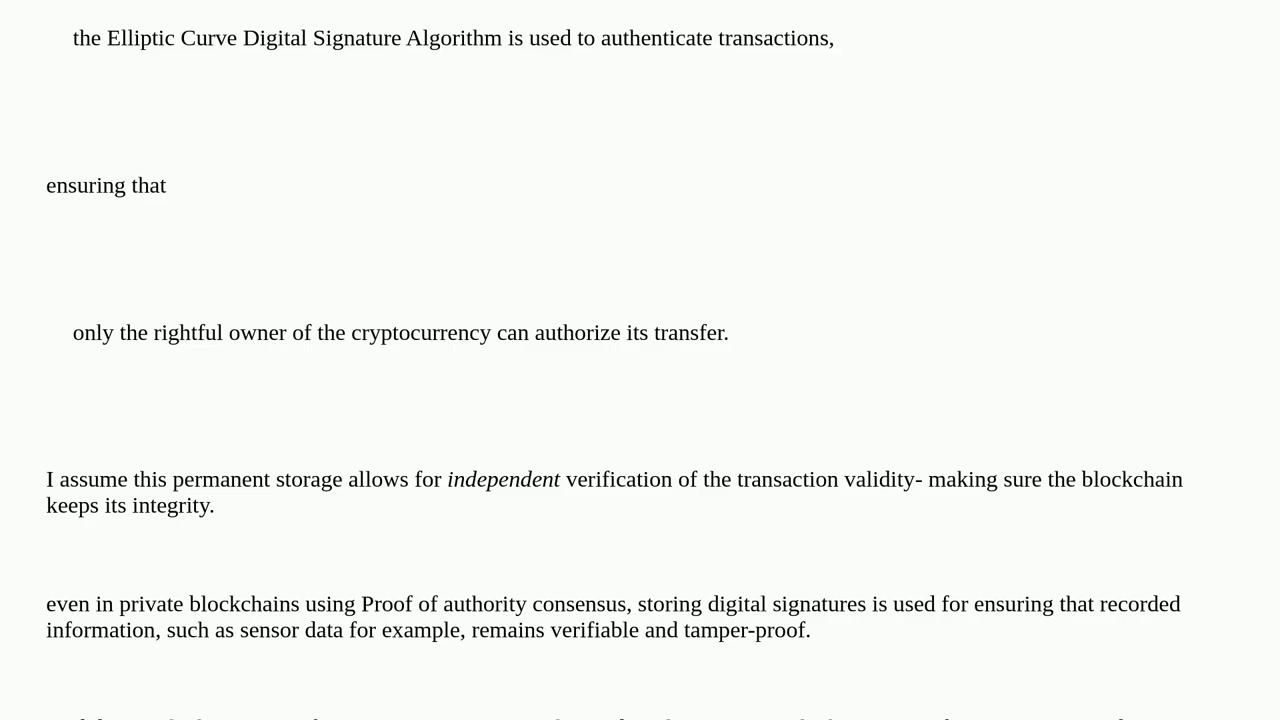 the Elliptic Curve Digital Signature Algorithm is used to authenticate transactions,
ensuring that
only the rightful owner of the cryptocurrency can authorize its transfer.
I assume this permanent storage allows for independent verification of the transaction validity- making sure the blockchain
keeps its integrity.
even in private blockchains using Proof of authority consensus, storing digital signatures is used for ensuring that recorded
information, such as sensor data for example, remains verifiable and tamper-proof.